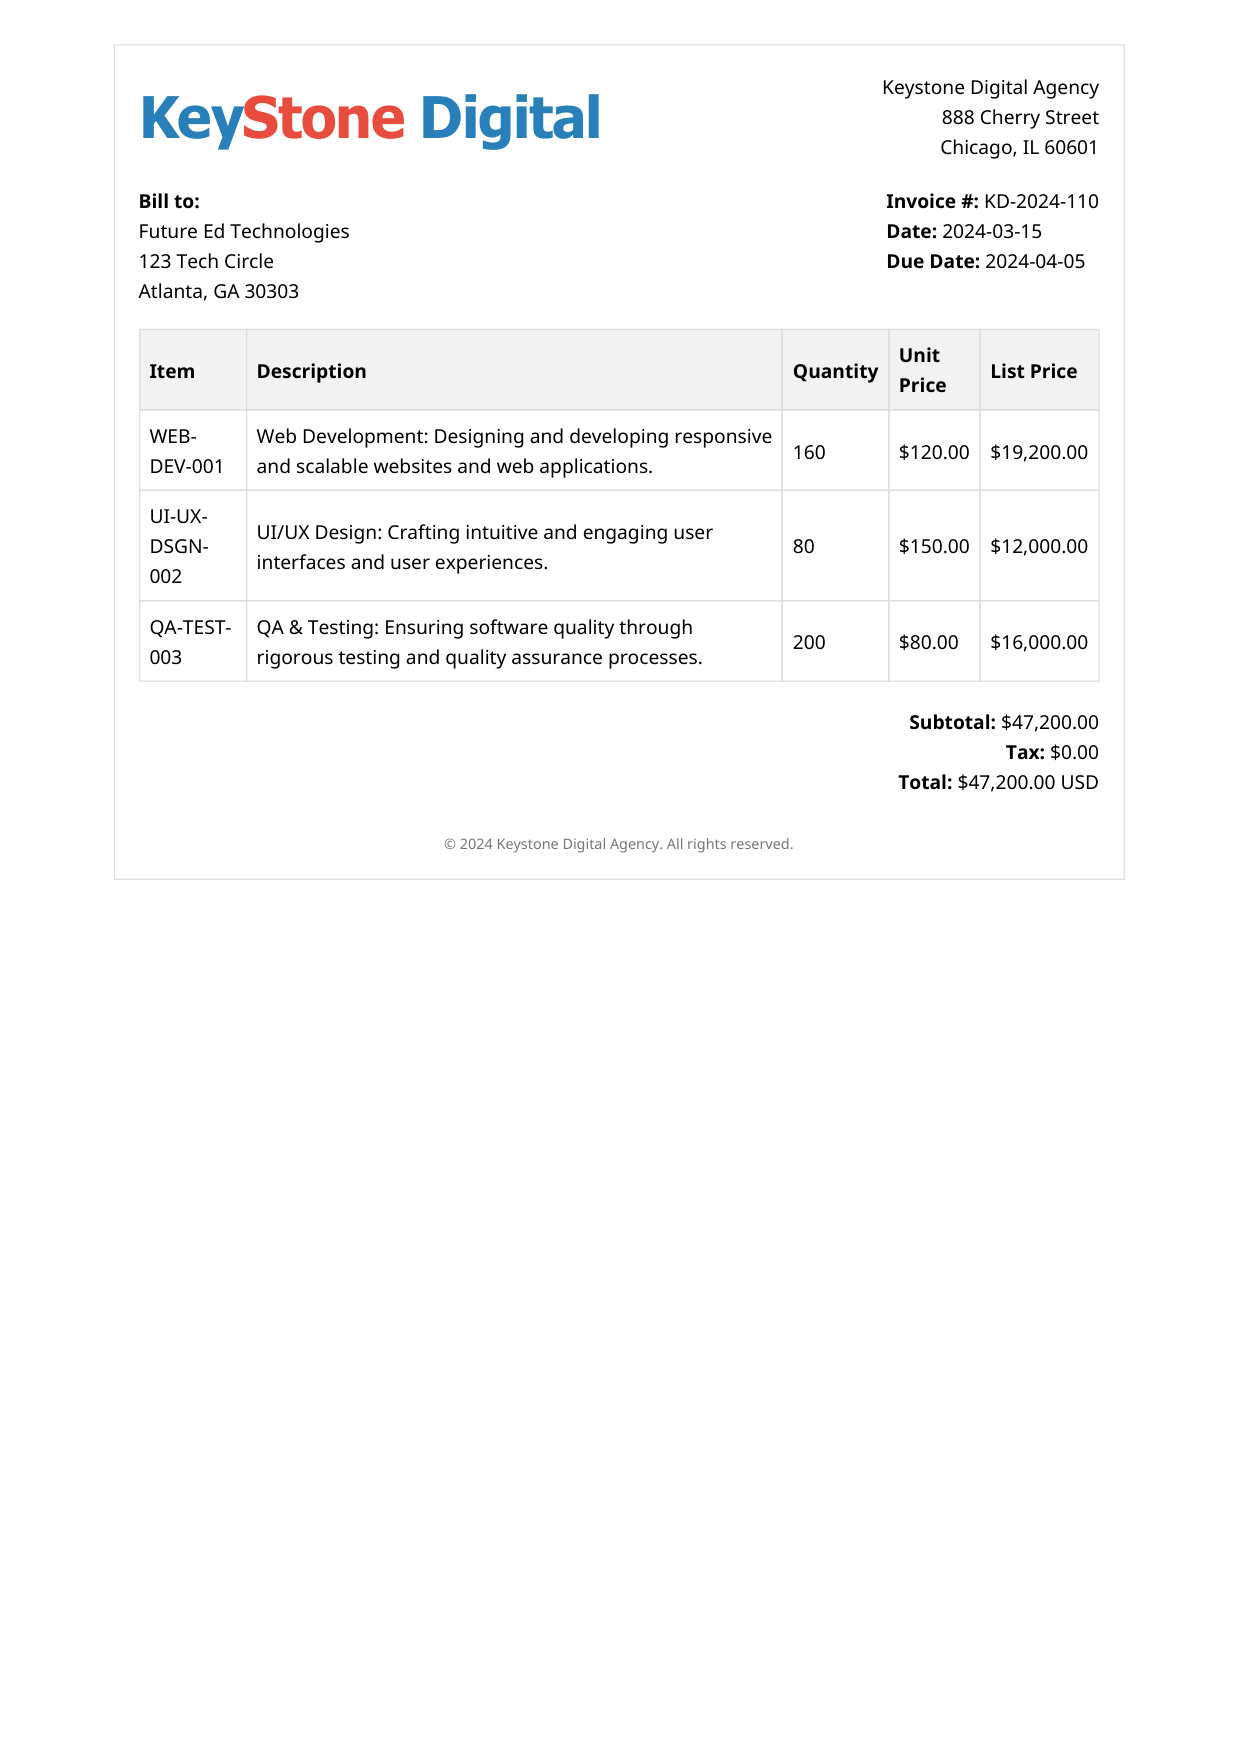 KeyStone Digital
Keystone Digital Agency
888 Cherry Street
Chicago, IL 60601
Bill to:
Future Ed Technologies
123 Tech Circle
Atlanta, GA 30303
Invoice #: KD-2024-110
Date: 2024-03-15
Due Date: 2024-04-05
Item
Description
Quantity
Unit
Price
List Price
WEB-
DEV-001
Web Development: Designing and developing responsive
and scalable websites and web applications.
160
$120.00
$19,200.00
UI-UX-
DSGN-
002
UI/UX Design: Crafting intuitive and engaging user
interfaces and user experiences.
80
$150.00
$12,000.00
QA-TEST-
003
QA & Testing: Ensuring software quality through
rigorous testing and quality assurance processes.
200
$80.00
$16,000.00
Subtotal: $47,200.00
Tax: $0.00
Total: $47,200.00 USD
© 2024 Keystone Digital Agency. All rights reserved.